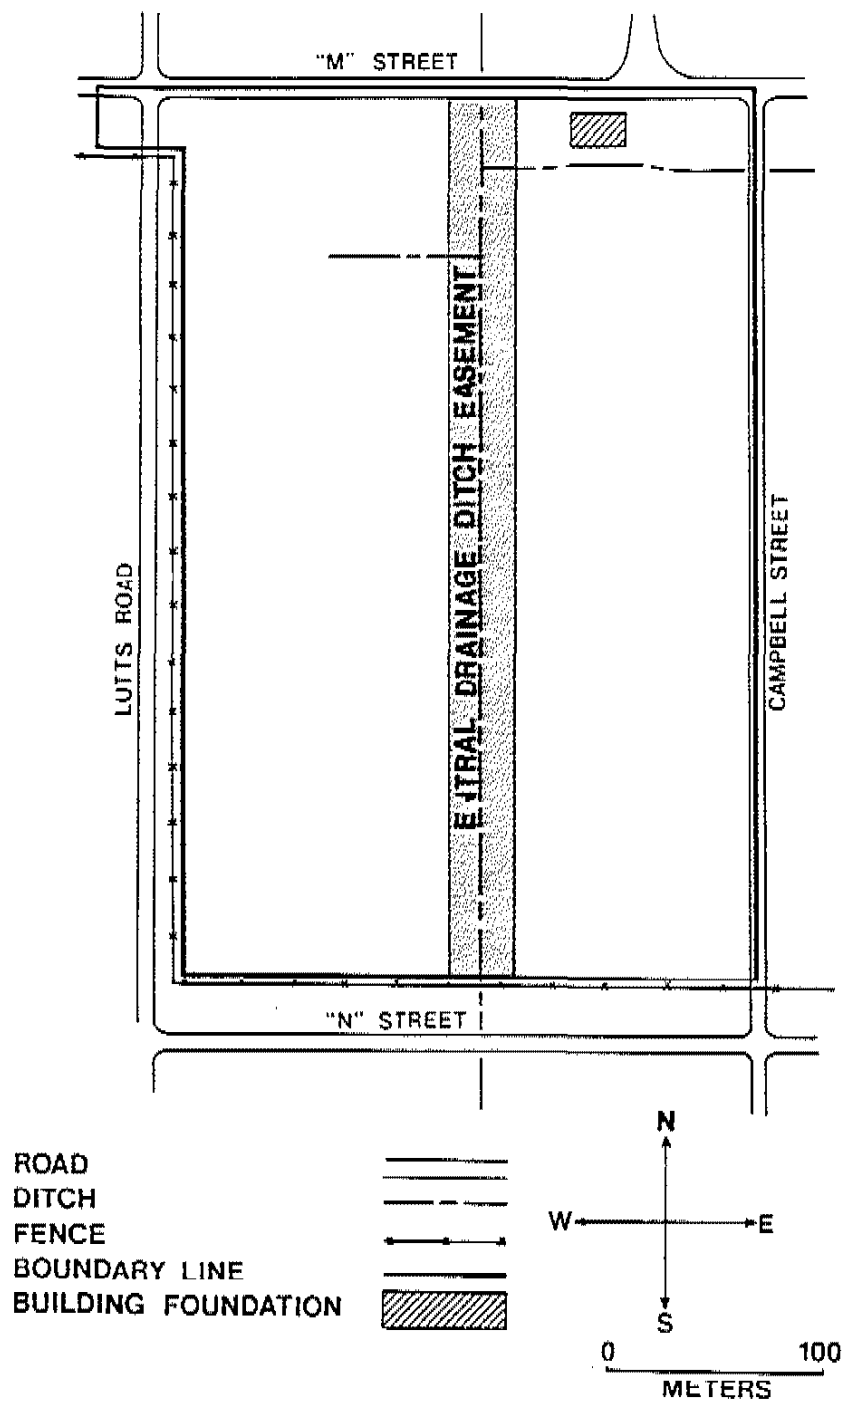 "M" STREET
LUTTS ROAD
DRAINAGE DITCH EASEMENT
CAMPBELL STREET
"N" STREET
N
W E
S
ROAD
DITCH
FENCE
BOUNDARY LINE
BUILDING FOUNDATION
0 100
METERS